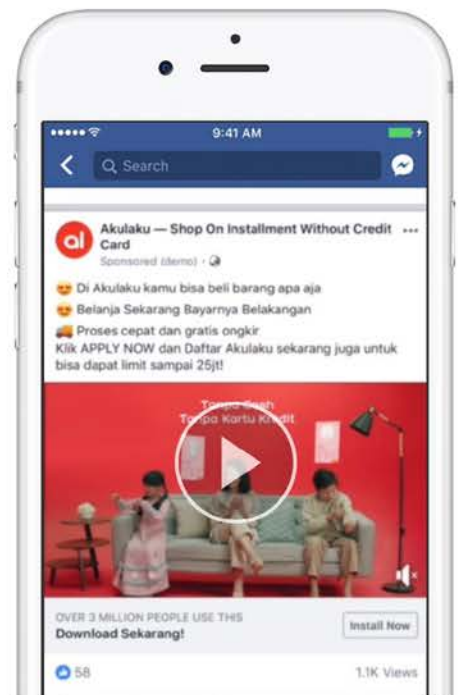 9:41 AM
Search
al
Akulaku — Shop On Installment Without Credit
Card
Sponsored (demo) ·
😍 Di Akulaku kamu bisa beli barang apa aja
😍 Belanja Sekarang Bayarnya Belakangan
🚚 Proses cepat dan gratis ongkir
Klik APPLY NOW dan Daftar Akulaku sekarang juga untuk
bisa dapat limit sampai 25jt!
Tanpa Cash
Tanpa Kartu Kredit
OVER 3 MILLION PEOPLE USE THIS
Download Sekarang!
Install Now
58
1.1K Views